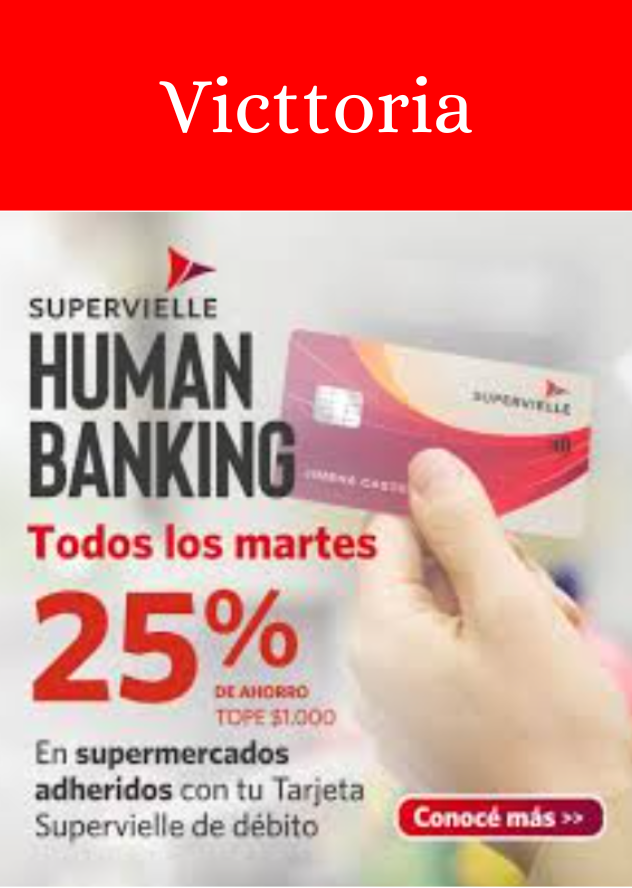 Victtoria
SUPERVIELLE
HUMAN
BANKING
SUPERVIELLE
Todos los martes
25%
DE AHORRO
TOPE $1.000
En supermercados
adheridos con tu Tarjeta
Supervielle de débito
Conocé más >>